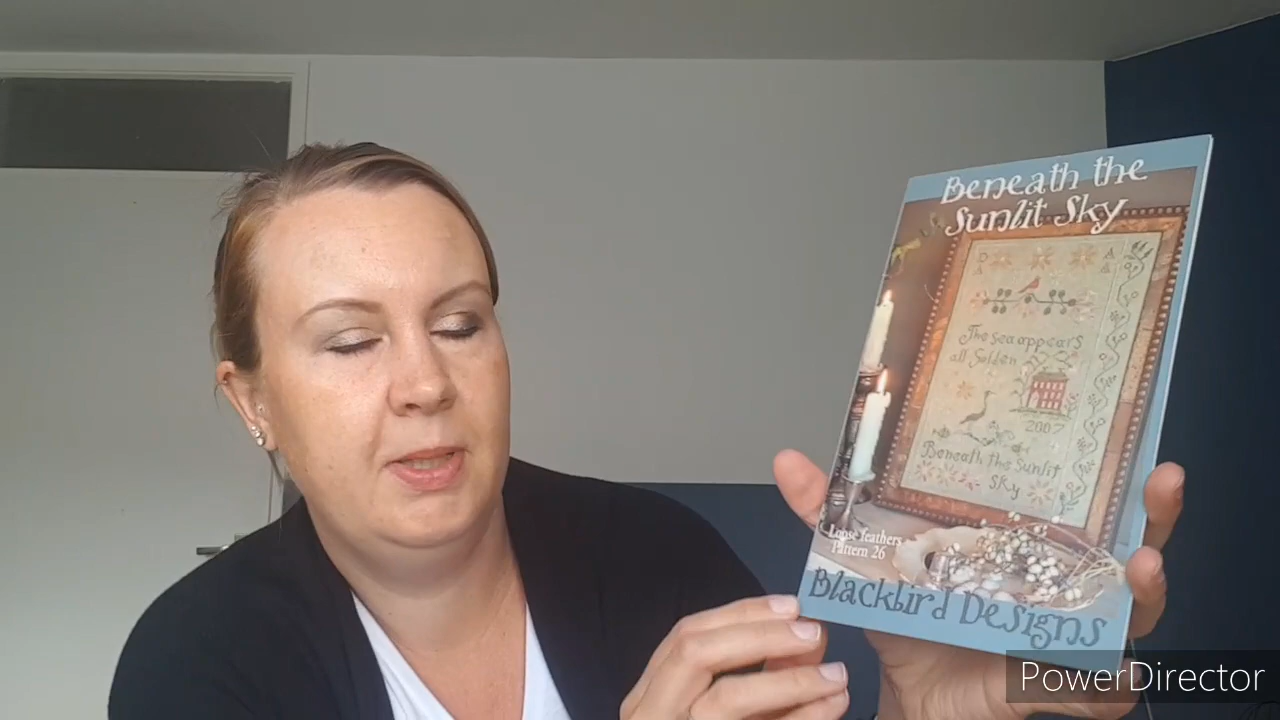 Beneath the
Sunlit Sky
The sea appears
all Golden
2007
Beneath the Sunlit
Sky
Loose feathers
Pattern 26
Blackbird Designs
PowerDirector